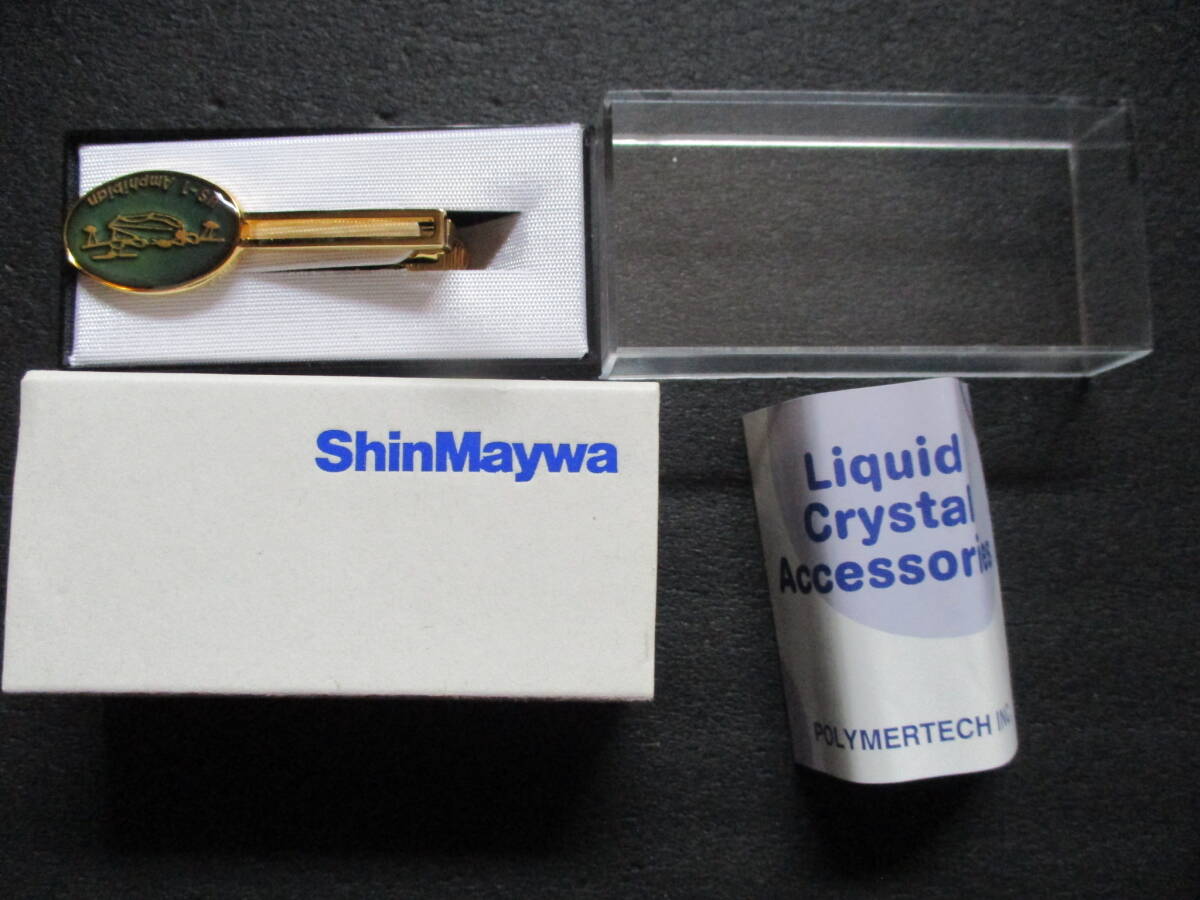 US-1 Amphibian
ShinMaywa
Liquid
Crystal
Accessories
POLYMERTECH INC